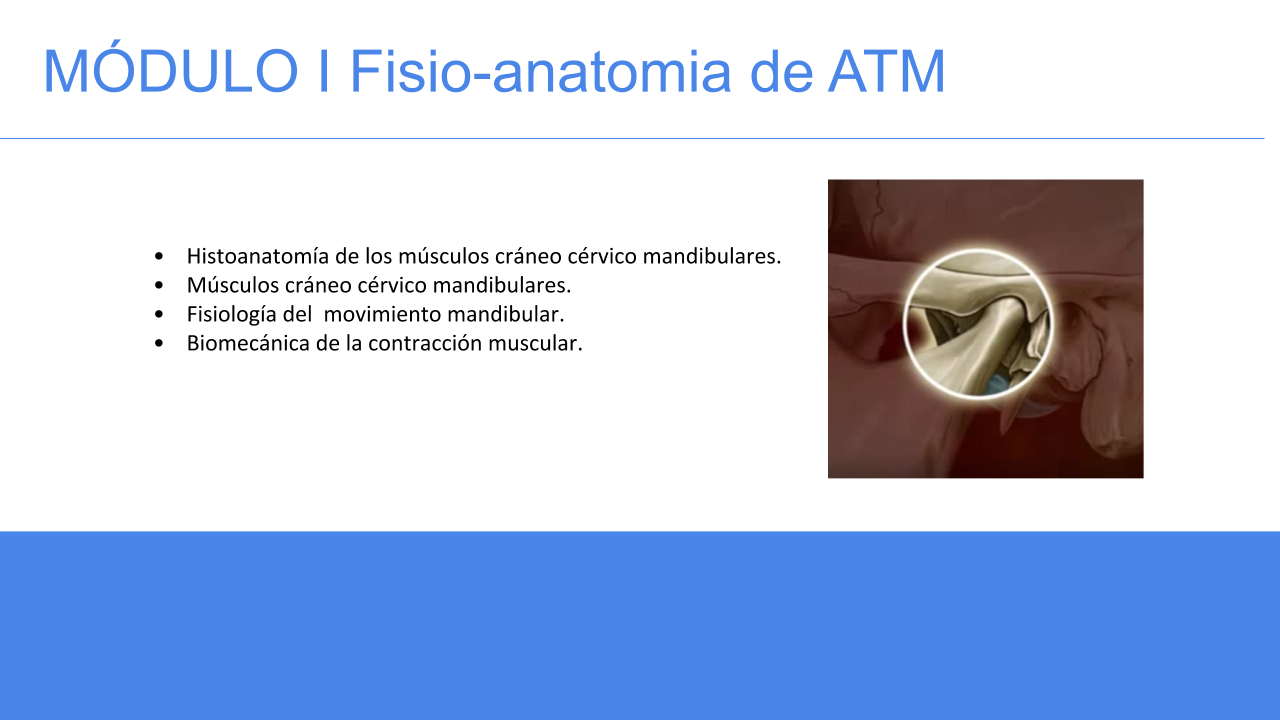 MÓDULO I Fisio-anatomia de ATM
• Histoanatomía de los músculos cráneo cérvico mandibulares.
• Músculos cráneo cérvico mandibulares.
• Fisiología del  movimiento mandibular.
• Biomecánica de la contracción muscular.